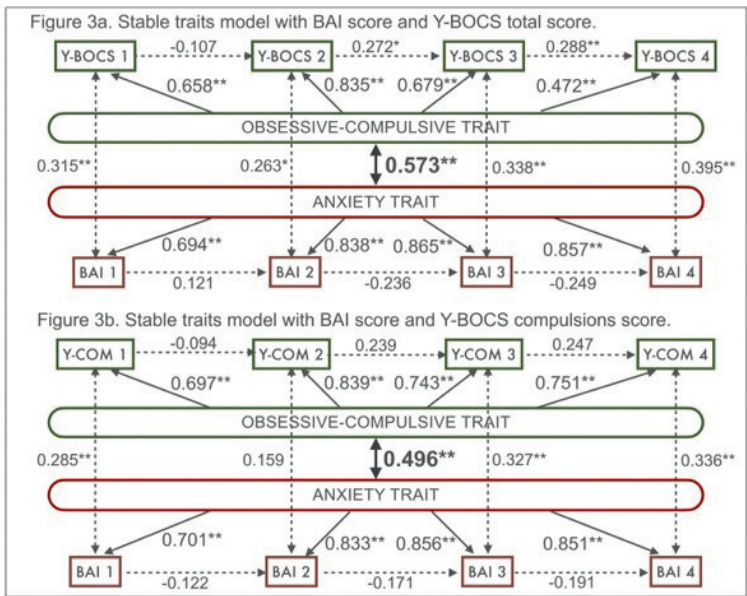 Figure 3a. Stable traits model with BAI score and Y-BOCS total score.
Y-BOCS 1 -0.107 Y-BOCS 2 0.272* Y-BOCS 3 0.288** Y-BOCS 4
0.658** 0.835** 0.679** 0.472**
OBSESSIVE-COMPULSIVE TRAIT
0.315** 0.263* 0.573** 0.338** 0.395**
ANXIETY TRAIT
0.694** 0.838** 0.865** 0.857**
BAI 1 BAI 2 BAI 3 BAI 4
0.121 -0.236 -0.249
Figure 3b. Stable traits model with BAI score and Y-BOCS compulsions score.
Y-COM 1 -0.094 Y-COM 2 0.239 Y-COM 3 0.247 Y-COM 4
0.697** 0.839** 0.743** 0.751**
OBSESSIVE-COMPULSIVE TRAIT
0.285** 0.159 0.496** 0.327** 0.336**
ANXIETY TRAIT
0.701** 0.833** 0.856** 0.851**
BAI 1 BAI 2 BAI 3 BAI 4
-0.122 -0.171 -0.191